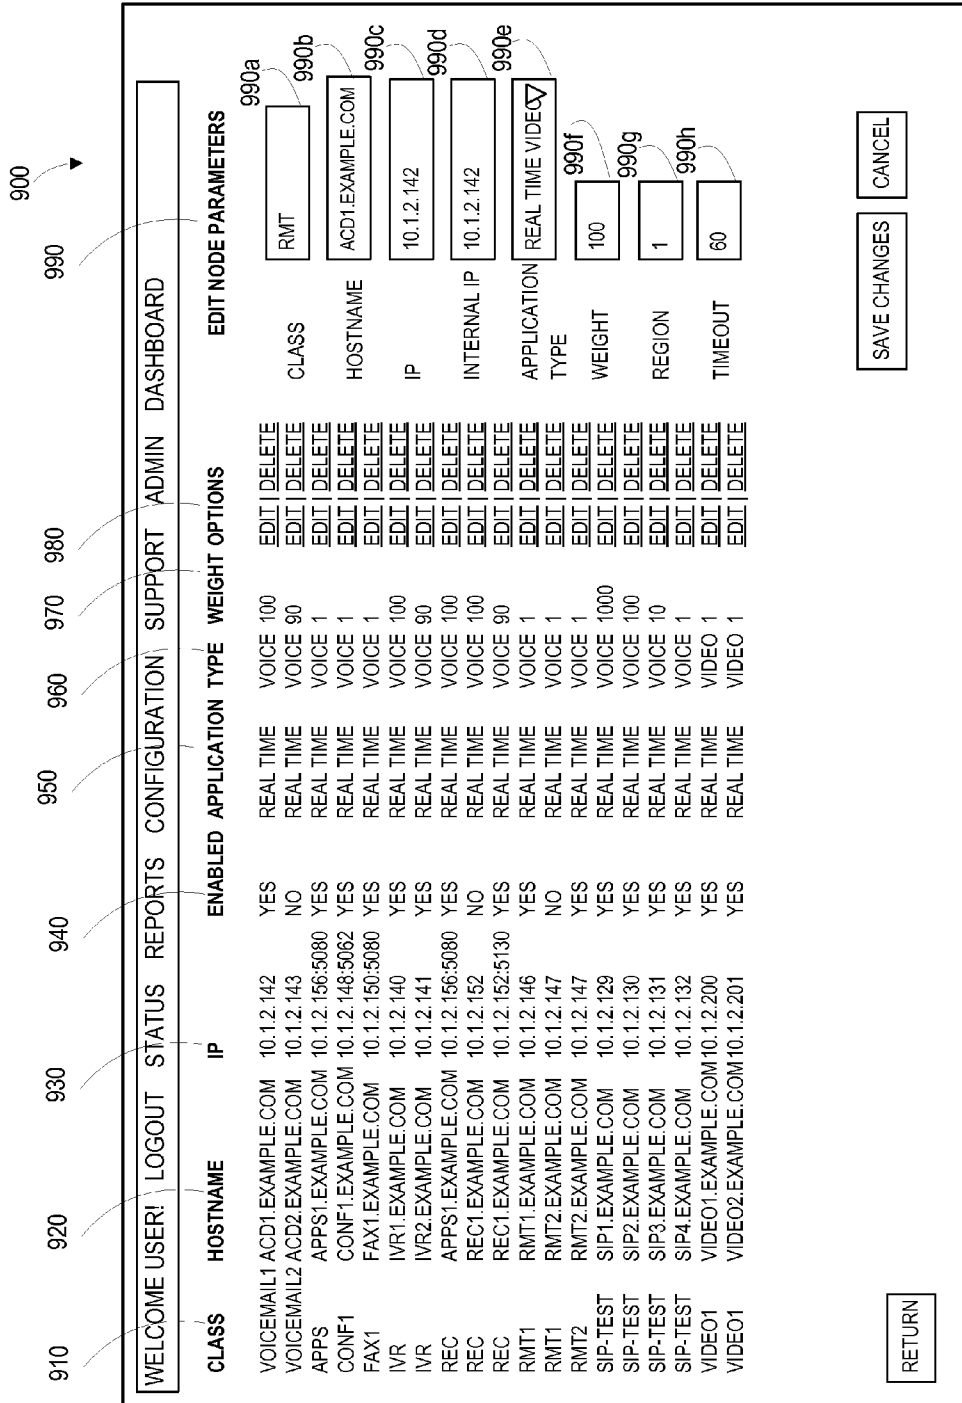 900
910 920 930 940 950 960 970 980 990
WELCOME USER! LOGOUT STATUS REPORTS CONFIGURATION SUPPORT ADMIN DASHBOARD
CLASS HOSTNAME IP ENABLED APPLICATION TYPE WEIGHT OPTIONS
VOICEMAIL1 ACD1.EXAMPLE.COM 10.1.2.142 YES REAL TIME VOICE 100 EDIT | DELETE
VOICEMAIL2 ACD2.EXAMPLE.COM 10.1.2.143 NO REAL TIME VOICE 90 EDIT | DELETE
APPS APPS1.EXAMPLE.COM 10.1.2.156:5080 YES REAL TIME VOICE 1 EDIT | DELETE
CONF1 CONF1.EXAMPLE.COM 10.1.2.148:5062 YES REAL TIME VOICE 1 EDIT | DELETE
FAX1 FAX1.EXAMPLE.COM 10.1.2.150:5080 YES REAL TIME VOICE 1 EDIT | DELETE
IVR IVR1.EXAMPLE.COM 10.1.2.140 YES REAL TIME VOICE 100 EDIT | DELETE
IVR IVR2.EXAMPLE.COM 10.1.2.141 YES REAL TIME VOICE 90 EDIT | DELETE
REC APPS1.EXAMPLE.COM 10.1.2.156:5080 YES REAL TIME VOICE 100 EDIT | DELETE
REC REC1.EXAMPLE.COM 10.1.2.152 NO REAL TIME VOICE 100 EDIT | DELETE
REC REC1.EXAMPLE.COM 10.1.2.152:5130 YES REAL TIME VOICE 90 EDIT | DELETE
RMT1 RMT1.EXAMPLE.COM 10.1.2.146 YES REAL TIME VOICE 1 EDIT | DELETE
RMT1 RMT2.EXAMPLE.COM 10.1.2.147 NO REAL TIME VOICE 1 EDIT | DELETE
RMT2 RMT2.EXAMPLE.COM 10.1.2.147 YES REAL TIME VOICE 1 EDIT | DELETE
SIP-TEST SIP1.EXAMPLE.COM 10.1.2.129 YES REAL TIME VOICE 1000 EDIT | DELETE
SIP-TEST SIP2.EXAMPLE.COM 10.1.2.130 YES REAL TIME VOICE 100 EDIT | DELETE
SIP-TEST SIP3.EXAMPLE.COM 10.1.2.131 YES REAL TIME VOICE 10 EDIT | DELETE
SIP-TEST SIP4.EXAMPLE.COM 10.1.2.132 YES REAL TIME VOICE 1 EDIT | DELETE
VIDEO1 VIDEO1.EXAMPLE.COM 10.1.2.200 YES REAL TIME VIDEO 1 EDIT | DELETE
VIDEO1 VIDEO2.EXAMPLE.COM 10.1.2.201 YES REAL TIME VIDEO 1 EDIT | DELETE
EDIT NODE PARAMETERS
CLASS RMT 990a
HOSTNAME ACD1.EXAMPLE.COM 990b
IP 10.1.2.142 990c
INTERNAL IP 10.1.2.142 990d
APPLICATION TYPE REAL TIME VIDEO 990e
WEIGHT 100 990f
REGION 1 990g
TIMEOUT 60 990h
RETURN SAVE CHANGES CANCEL